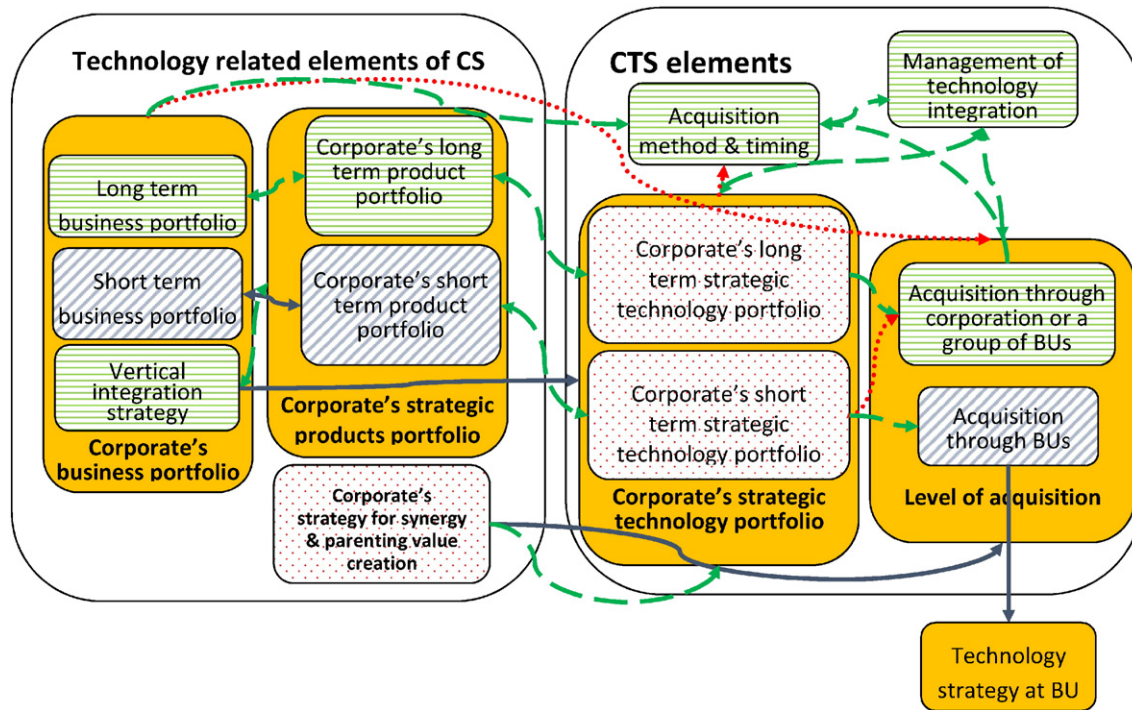 Technology related elements of CS
Long term
business portfolio
Short term
business portfolio
Vertical
integration
strategy
Corporate's
business portfolio
Corporate's long
term product
portfolio
Corporate's short
term product
portfolio
Corporate's strategic
products portfolio
Corporate's
strategy for synergy
& parenting value
creation
CTS elements
Acquisition
method & timing
Management of
technology
integration
Corporate's long
term strategic
technology portfolio
Corporate's short
term strategic
technology portfolio
Corporate's strategic
technology portfolio
Acquisition through
corporation or a
group of BUs
Acquisition
through BUs
Level of acquisition
Technology
strategy at BU